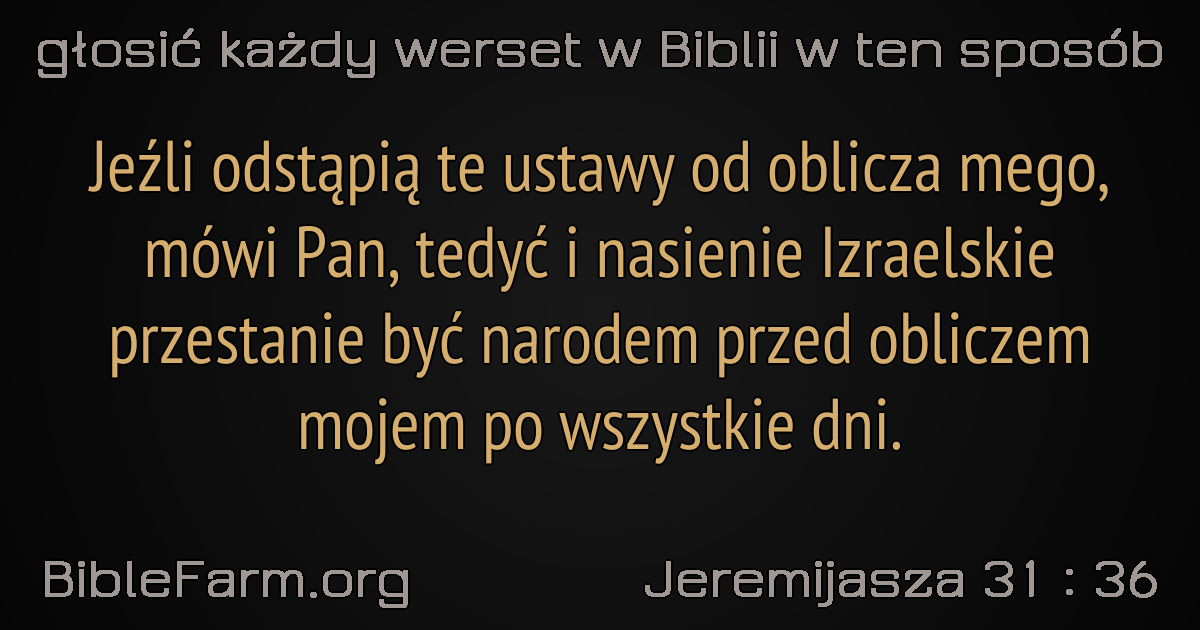 głosić każdy werset w Biblii w ten sposób
Jeźli odstąpią te ustawy od oblicza mego,
mówi Pan, tedyć i nasienie Izraelskie
przestanie być narodem przed obliczem
mojem po wszystkie dni.
BibleFarm.org
Jeremijasza 31 : 36